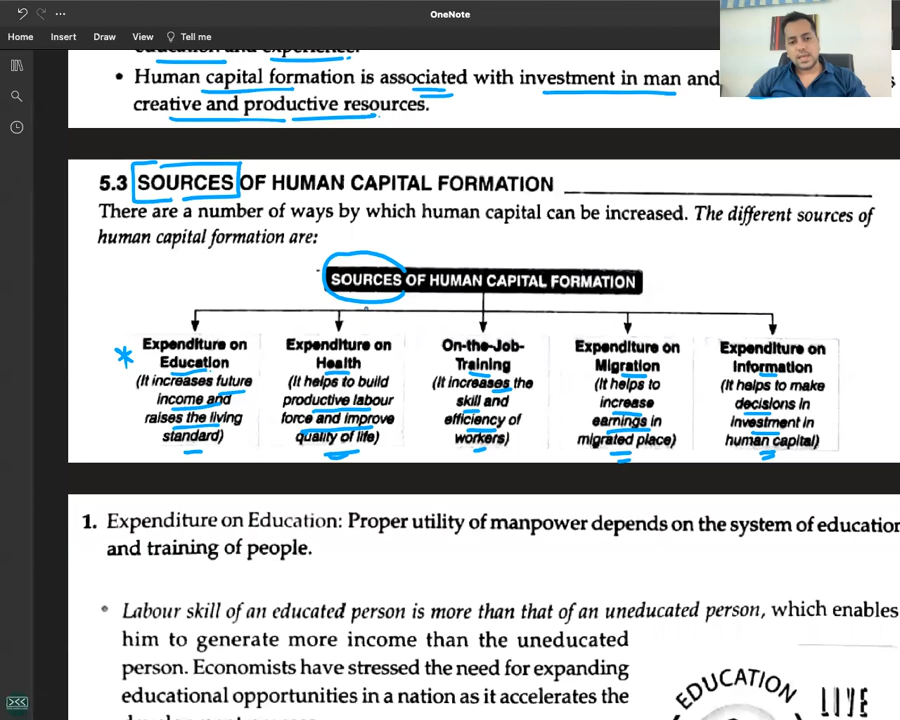 OneNote
Home Insert Draw View Tell me
education and experience.
• Human capital formation is associated with investment in man and
creative and productive resources.
5.3 SOURCES OF HUMAN CAPITAL FORMATION
There are a number of ways by which human capital can be increased. The different sources of
human capital formation are:
SOURCES OF HUMAN CAPITAL FORMATION
Expenditure on
Education
(It increases future
income and
raises the living
standard)
Expenditure on
Health
(It helps to build
productive labour
force and improve
quality of life)
On-the-Job-
Training
(It increases the
skill and
efficiency of
workers)
Expenditure on
Migration
(It helps to
increase
earnings in
migrated place)
Expenditure on
Information
(It helps to make
decisions in
investment in
human capital)
1. Expenditure on Education: Proper utility of manpower depends on the system of education
and training of people.
• Labour skill of an educated person is more than that of an uneducated person, which enables
him to generate more income than the uneducated
person. Economists have stressed the need for expanding
educational opportunities in a nation as it accelerates the
EDUCATION
LIVE